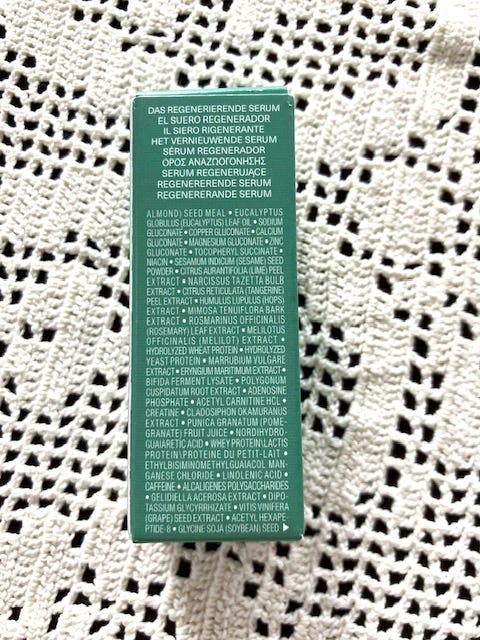 DAS REGENERIERENDE SERUM
EL SUERO REGENERADOR
IL SIERO RIGENERANTE
HET VERNIEUWENDE SERUM
SÉRUM REGENERADOR
ΟΡΟΣ ΑΝΑΖΩΟΓΟΝΗΣΗΣ
SERUM REGENERUJĄCE
REGENERERENDE SERUM
REGENERERANDE SERUM
ALMOND) SEED MEAL • EUCALYPTUS
GLOBULUS (EUCALYPTUS) LEAF OIL • SODIUM
GLUCONATE • COPPER GLUCONATE • CALCIUM
GLUCONATE • MAGNESIUM GLUCONATE • ZINC
GLUCONATE • TOCOPHERYL SUCCINATE •
NIACIN • SESAMUM INDICUM (SESAME) SEED
POWDER • CITRUS AURANTIFOLIA (LIME) PEEL
EXTRACT • NARCISSUS TAZETTA BULB
EXTRACT • CITRUS RETICULATA (TANGERINE)
PEEL EXTRACT • HUMULUS LUPULUS (HOPS)
EXTRACT • MIMOSA TENUIFLORA BARK
EXTRACT • ROSMARINUS OFFICINALIS
(ROSEMARY) LEAF EXTRACT • MELILOTUS
OFFICINALIS (MELILOT) EXTRACT •
HYDROLYZED WHEAT PROTEIN • HYDROLYZED
YEAST PROTEIN • MARRUBIUM VULGARE
EXTRACT • ERYNGIUM MARITIMUM EXTRACT •
BIFIDA FERMENT LYSATE • POLYGONUM
CUSPIDATUM ROOT EXTRACT • ADENOSINE
PHOSPHATE • ACETYL CARNITINE HCL •
CREATINE • CLADOSIPHON OKAMURANUS
EXTRACT • PUNICA GRANATUM (POME-
GRANATE) FRUIT JUICE • NORDIHYDRO-
GUAIARETIC ACID • WHEY PROTEIN\LACTIS
PROTEIN\PROTÉINE DU PETIT-LAIT •
ETHYLBISIMINOMETHYLGUAIACOL MAN-
GANESE CHLORIDE • LINOLENIC ACID •
CAFFEINE • ALCALIGENES POLYSACCHARIDES
• GELIDIELLA ACEROSA EXTRACT • DIPO-
TASSIUM GLYCYRRHIZATE • VITIS VINIFERA
(GRAPE) SEED EXTRACT • ACETYL HEXAPE-
PTIDE-8 • GLYCINE SOJA (SOYBEAN) SEED ▶